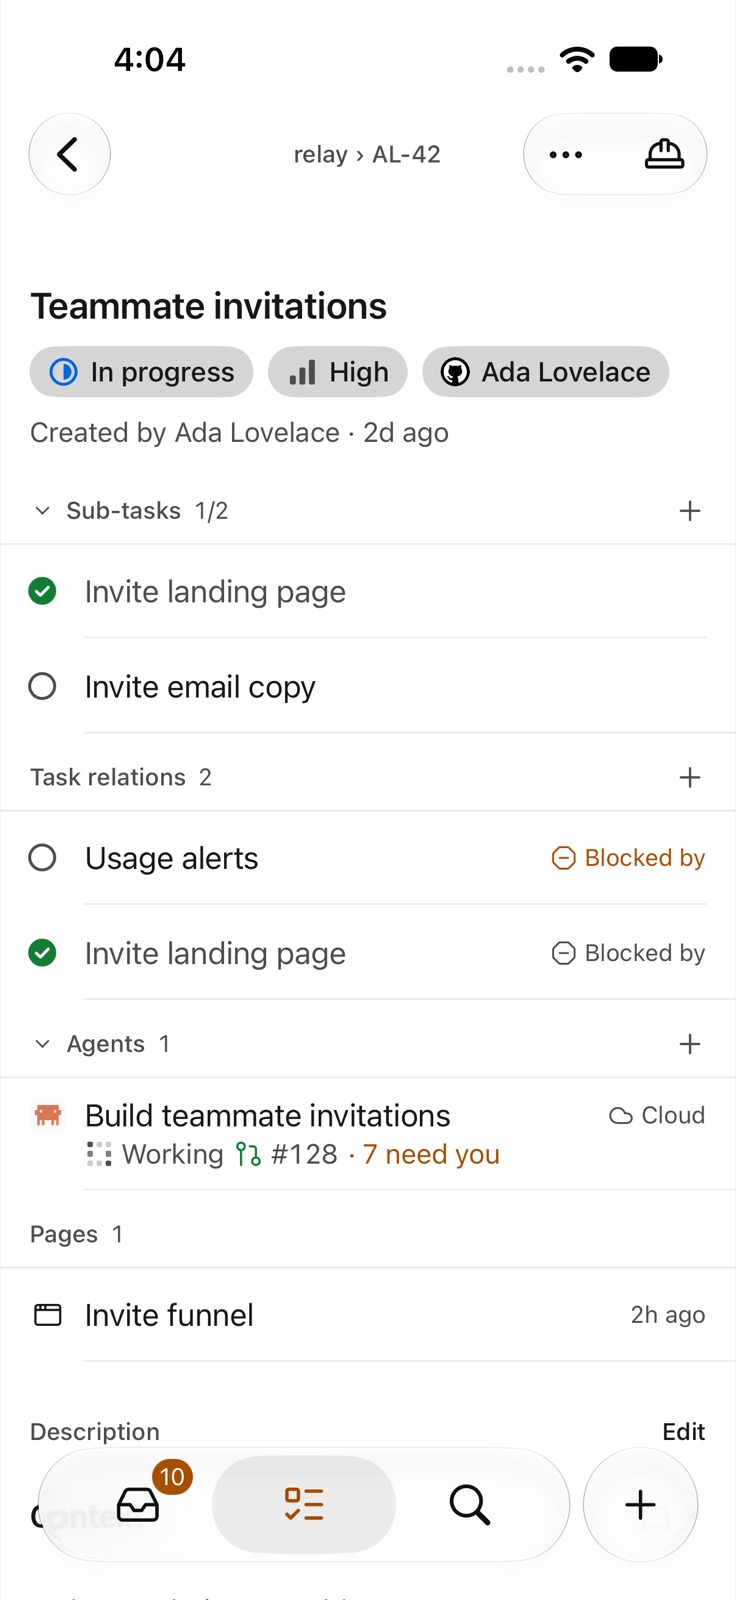 4:04
relay › AL-42
Teammate invitations
In progress
High
Ada Lovelace
Created by Ada Lovelace · 2d ago
Sub-tasks 1/2
Invite landing page
Invite email copy
Task relations 2
Usage alerts
Blocked by
Invite landing page
Blocked by
Agents 1
Build teammate invitations
Cloud
Working #128 · 7 need you
Pages 1
Invite funnel
2h ago
Description
Edit
10